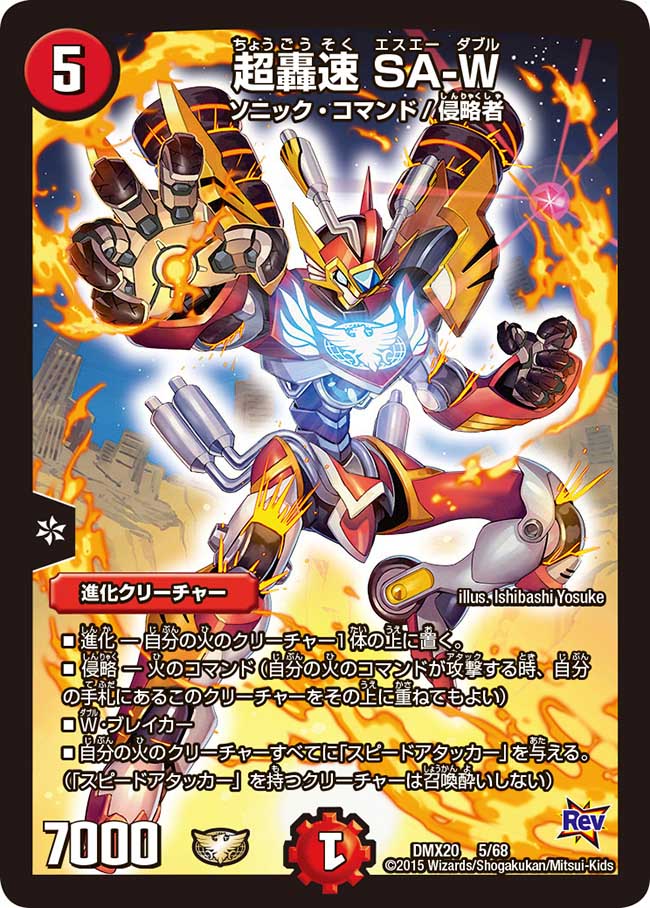 5
ちょうごうそく エスエー ダブル
超轟速 SA-W
ソニック・コマンド/侵略者
しんりゃくしゃ
進化クリーチャー
illus. Ishibashi Yosuke
■ 進化 — 自分の火のクリーチャー1体の上に置く。
■ 侵略 — 火のコマンド(自分の火のコマンドが攻撃する時、自分
の手札にあるこのクリーチャーをその上に重ねてもよい)
■ W・ブレイカー
■ 自分の火のクリーチャーすべてに「スピードアタッカー」を与える。
(「スピードアタッカー」を持つクリーチャーは召喚酔いしない)
7000
1
Rev
DMX20 5/68
©2015 Wizards/Shogakukan/Mitsui-Kids